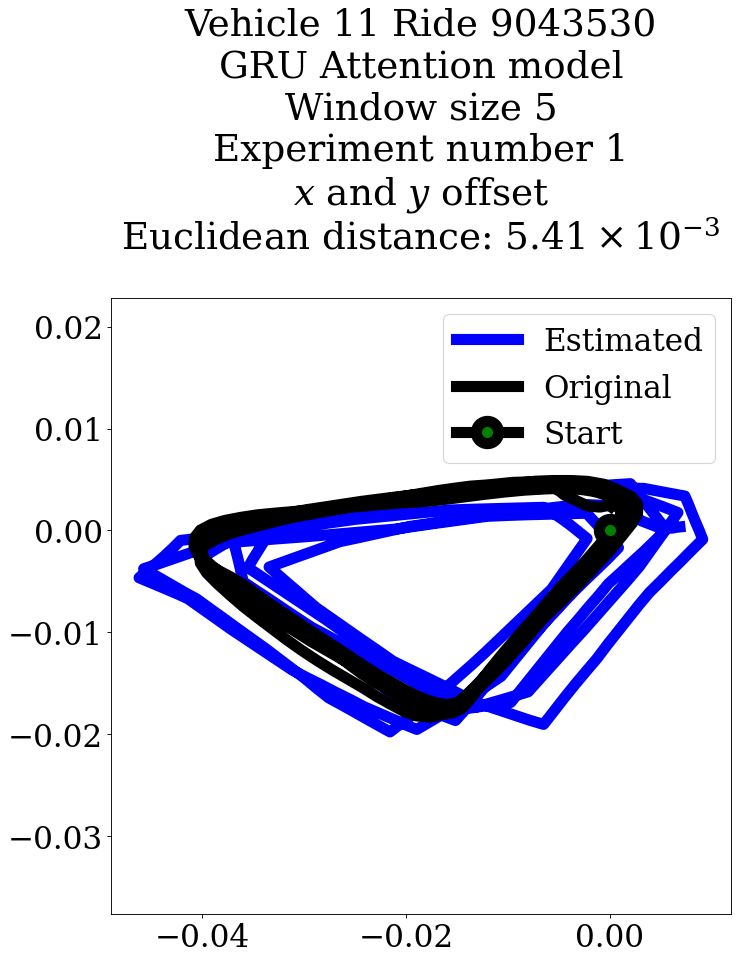 Vehicle 11 Ride 9043530
GRU Attention model
Window size 5
Experiment number 1
x and y offset
Euclidean distance: 5.41 × 10⁻³
Estimated
Original
Start
0.02
0.01
0.00
−0.01
−0.02
−0.03
−0.04
−0.02
0.00